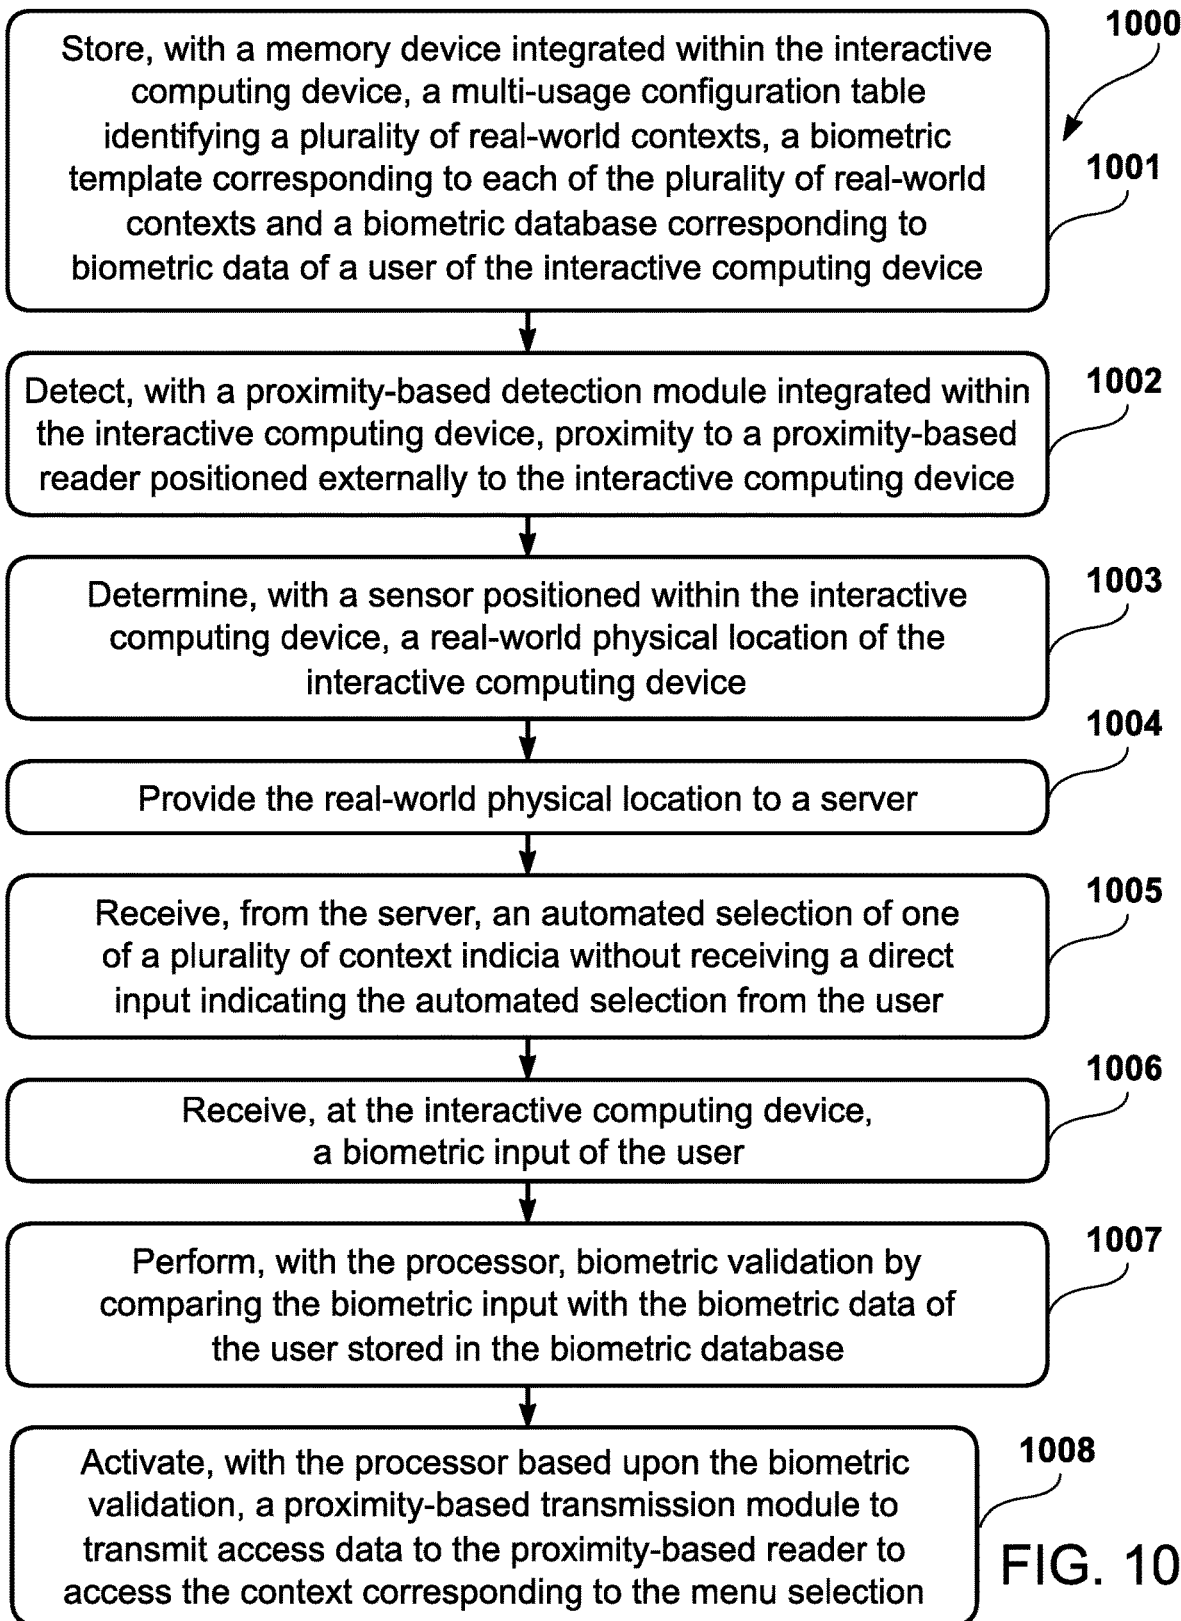 1000
Store, with a memory device integrated within the interactive
computing device, a multi-usage configuration table
identifying a plurality of real-world contexts, a biometric
template corresponding to each of the plurality of real-world
contexts and a biometric database corresponding to
biometric data of a user of the interactive computing device
1001
Detect, with a proximity-based detection module integrated within
the interactive computing device, proximity to a proximity-based
reader positioned externally to the interactive computing device
1002
Determine, with a sensor positioned within the interactive
computing device, a real-world physical location of the
interactive computing device
1003
Provide the real-world physical location to a server
1004
Receive, from the server, an automated selection of one
of a plurality of context indicia without receiving a direct
input indicating the automated selection from the user
1005
Receive, at the interactive computing device,
a biometric input of the user
1006
Perform, with the processor, biometric validation by
comparing the biometric input with the biometric data of
the user stored in the biometric database
1007
Activate, with the processor based upon the biometric
validation, a proximity-based transmission module to
transmit access data to the proximity-based reader to
access the context corresponding to the menu selection
1008
FIG. 10